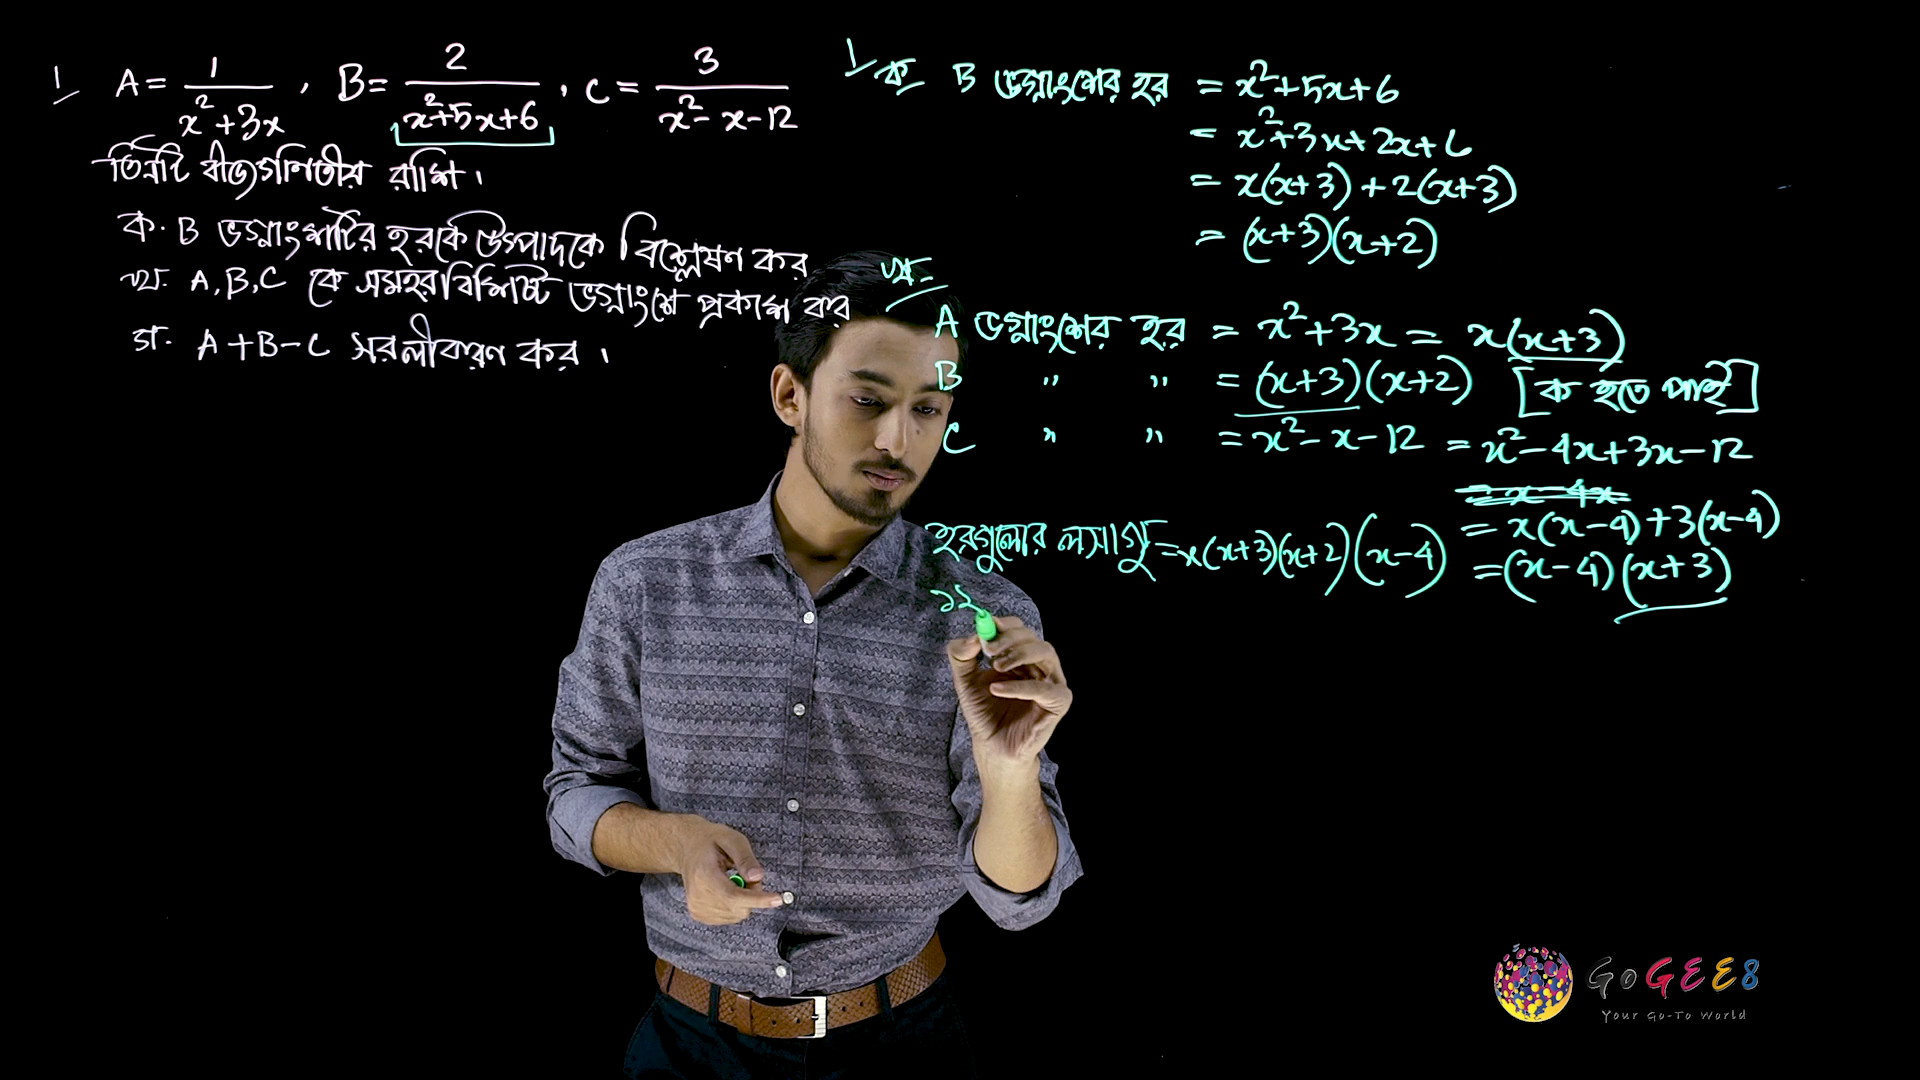 1 A = 1/(x²+3x), B = 2/(x²+5x+6), C = 3/(x²-x-12)
তিনটি বীজগণিতীয় রাশি।
ক. B ভগ্নাংশটির হরকে উৎপাদকে বিশ্লেষণ কর
খ. A, B, C কে সমহরবিশিষ্ট ভগ্নাংশে প্রকাশ কর
গ. A+B-C সরলীকরণ কর।
1 ক B ভগ্নাংশের হর = x²+5x+6
= x²+3x+2x+6
= x(x+3)+2(x+3)
= (x+3)(x+2)
খ
A ভগ্নাংশের হর = x²+3x = x(x+3)
B " " = (x+3)(x+2) [ক হতে পাই]
C " " = x²-x-12 = x²-4x+3x-12
= x(x-4)+3(x-4)
= (x-4)(x+3)
হরগুলোর লসাগু = x(x+3)(x+2)(x-4)
GoGEE8
Your Go-To World